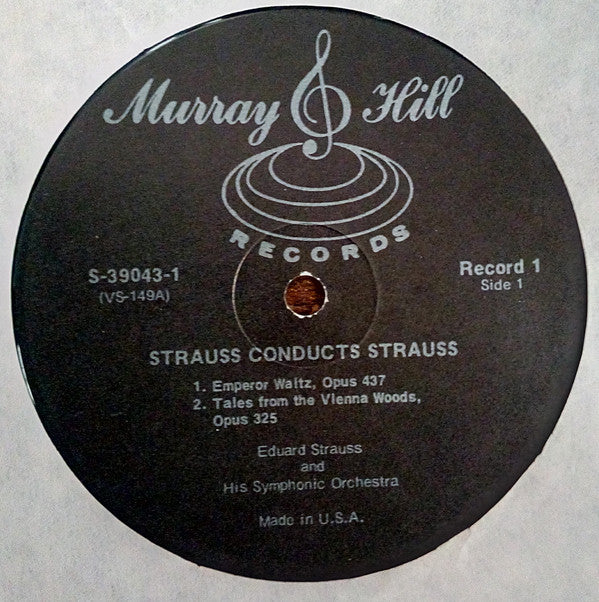 Murray Hill
RECORDS
S-39043-1
(VS-149A)
Record 1
Side 1
STRAUSS CONDUCTS STRAUSS
1. Emperor Waltz, Opus 437
2. Tales from the Vienna Woods,
Opus 325
Eduard Strauss
and
His Symphonic Orchestra
Made in U.S.A.